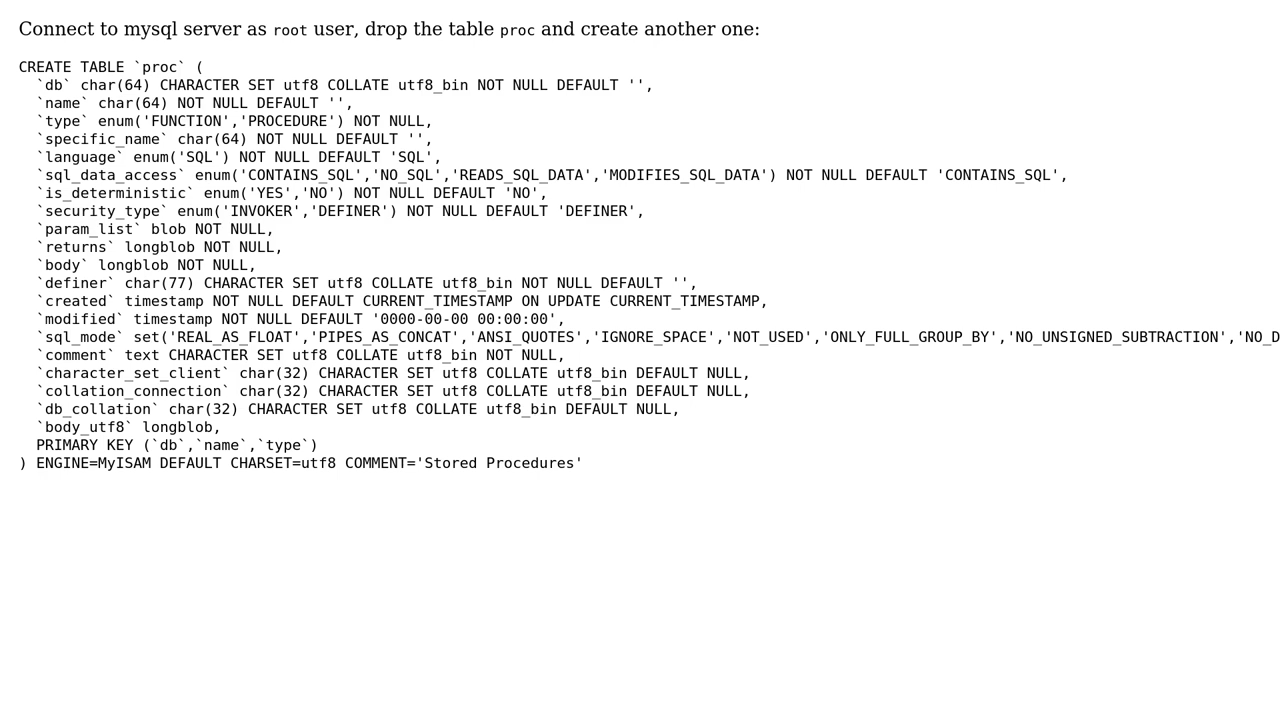 Connect to mysql server as root user, drop the table proc and create another one:
CREATE TABLE `proc` (
  `db` char(64) CHARACTER SET utf8 COLLATE utf8_bin NOT NULL DEFAULT '',
  `name` char(64) NOT NULL DEFAULT '',
  `type` enum('FUNCTION','PROCEDURE') NOT NULL,
  `specific_name` char(64) NOT NULL DEFAULT '',
  `language` enum('SQL') NOT NULL DEFAULT 'SQL',
  `sql_data_access` enum('CONTAINS_SQL','NO_SQL','READS_SQL_DATA','MODIFIES_SQL_DATA') NOT NULL DEFAULT 'CONTAINS_SQL',
  `is_deterministic` enum('YES','NO') NOT NULL DEFAULT 'NO',
  `security_type` enum('INVOKER','DEFINER') NOT NULL DEFAULT 'DEFINER',
  `param_list` blob NOT NULL,
  `returns` longblob NOT NULL,
  `body` longblob NOT NULL,
  `definer` char(77) CHARACTER SET utf8 COLLATE utf8_bin NOT NULL DEFAULT '',
  `created` timestamp NOT NULL DEFAULT CURRENT_TIMESTAMP ON UPDATE CURRENT_TIMESTAMP,
  `modified` timestamp NOT NULL DEFAULT '0000-00-00 00:00:00',
  `sql_mode` set('REAL_AS_FLOAT','PIPES_AS_CONCAT','ANSI_QUOTES','IGNORE_SPACE','NOT_USED','ONLY_FULL_GROUP_BY','NO_UNSIGNED_SUBTRACTION','NO_D
  `comment` text CHARACTER SET utf8 COLLATE utf8_bin NOT NULL,
  `character_set_client` char(32) CHARACTER SET utf8 COLLATE utf8_bin DEFAULT NULL,
  `collation_connection` char(32) CHARACTER SET utf8 COLLATE utf8_bin DEFAULT NULL,
  `db_collation` char(32) CHARACTER SET utf8 COLLATE utf8_bin DEFAULT NULL,
  `body_utf8` longblob,
  PRIMARY KEY (`db`,`name`,`type`)
) ENGINE=MyISAM DEFAULT CHARSET=utf8 COMMENT='Stored Procedures'